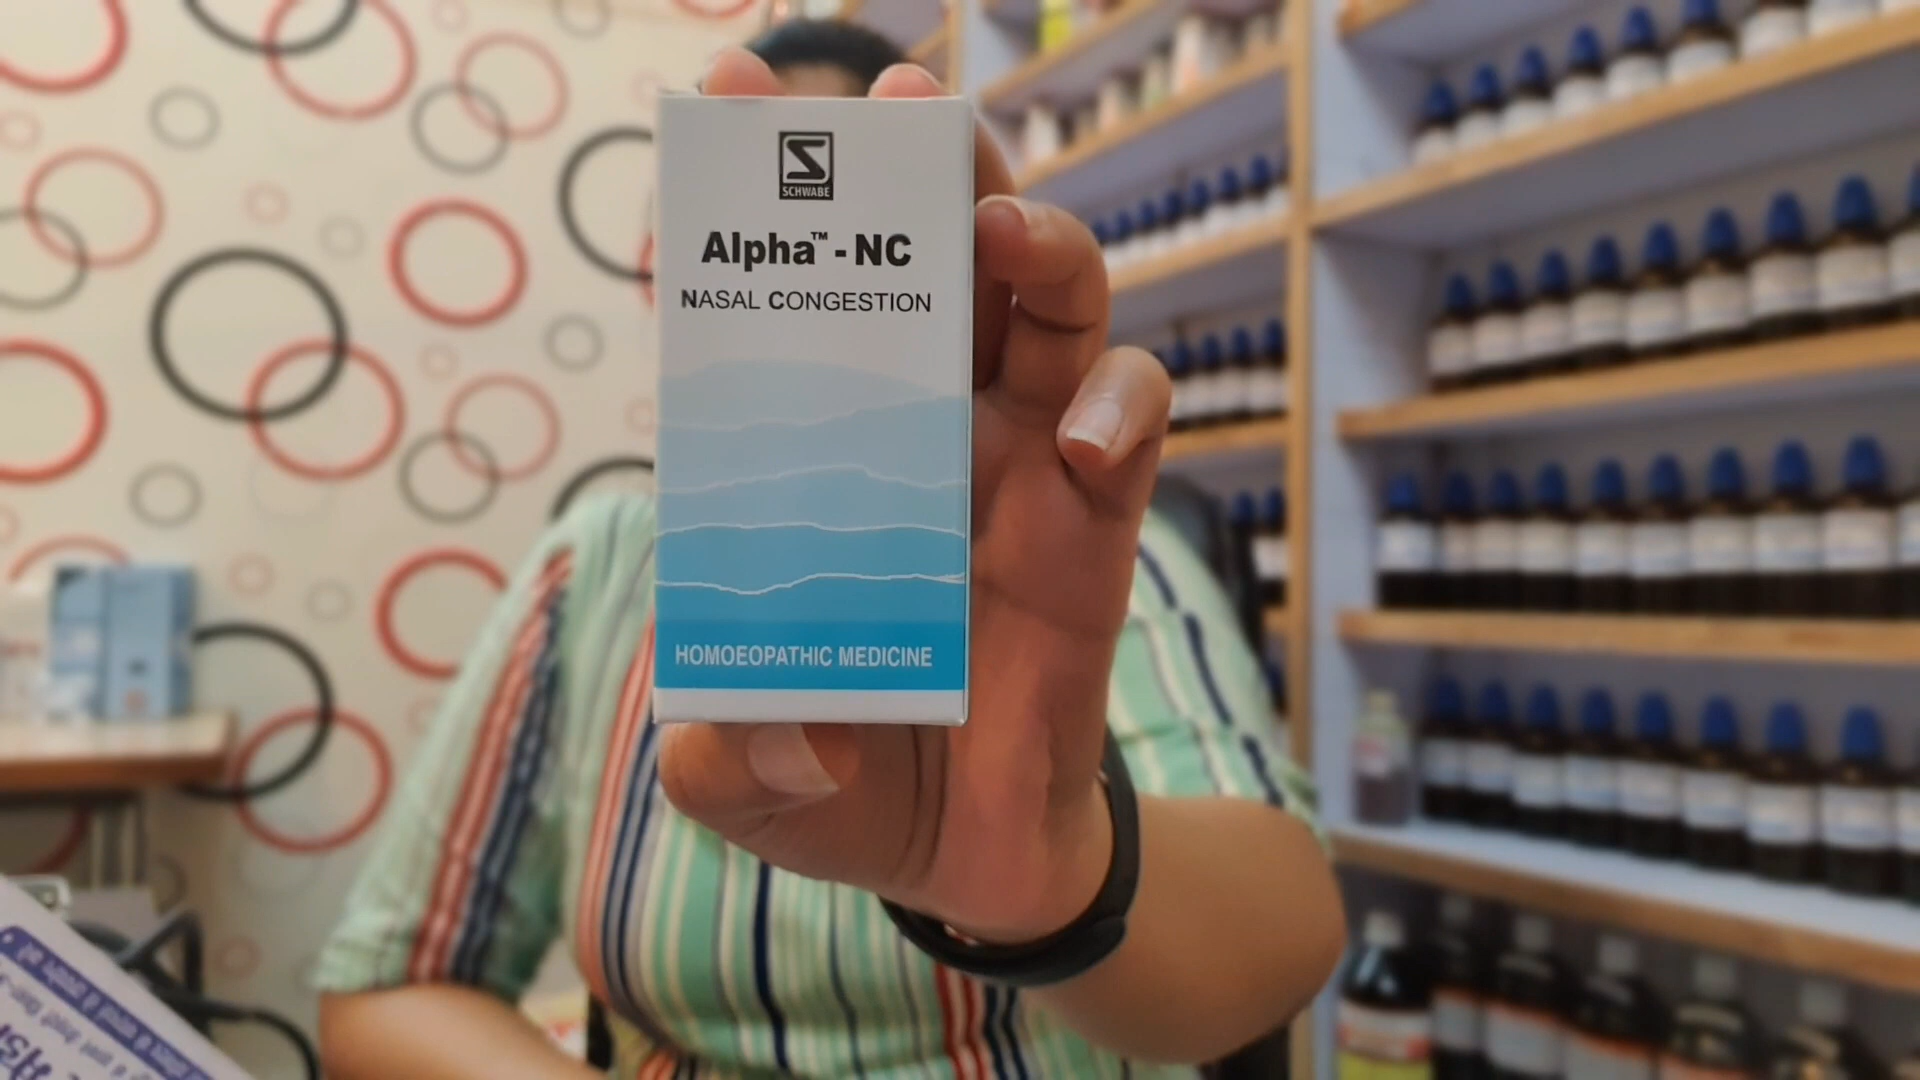 SCHWABE
Alpha™ - NC
NASAL CONGESTION
HOMOEOPATHIC MEDICINE